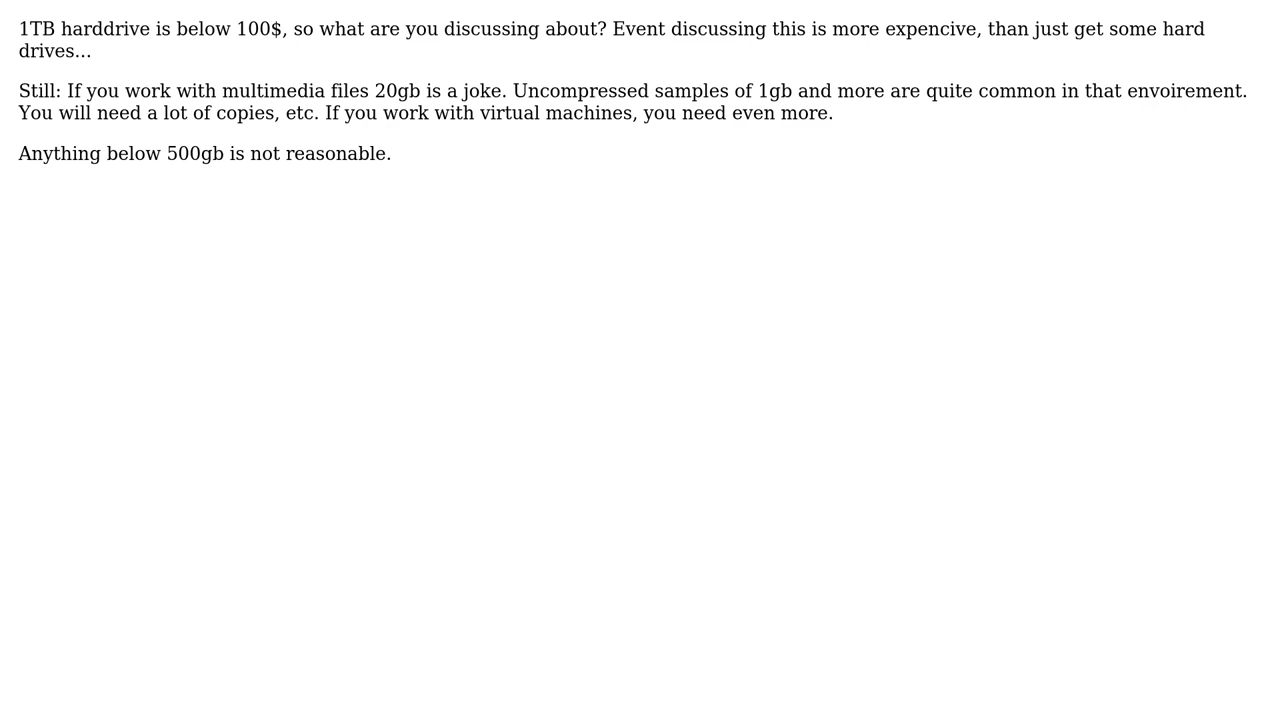 1TB harddrive is below 100$, so what are you discussing about? Event discussing this is more expencive, than just get some hard
drives...
Still: If you work with multimedia files 20gb is a joke. Uncompressed samples of 1gb and more are quite common in that envoirement.
You will need a lot of copies, etc. If you work with virtual machines, you need even more.
Anything below 500gb is not reasonable.